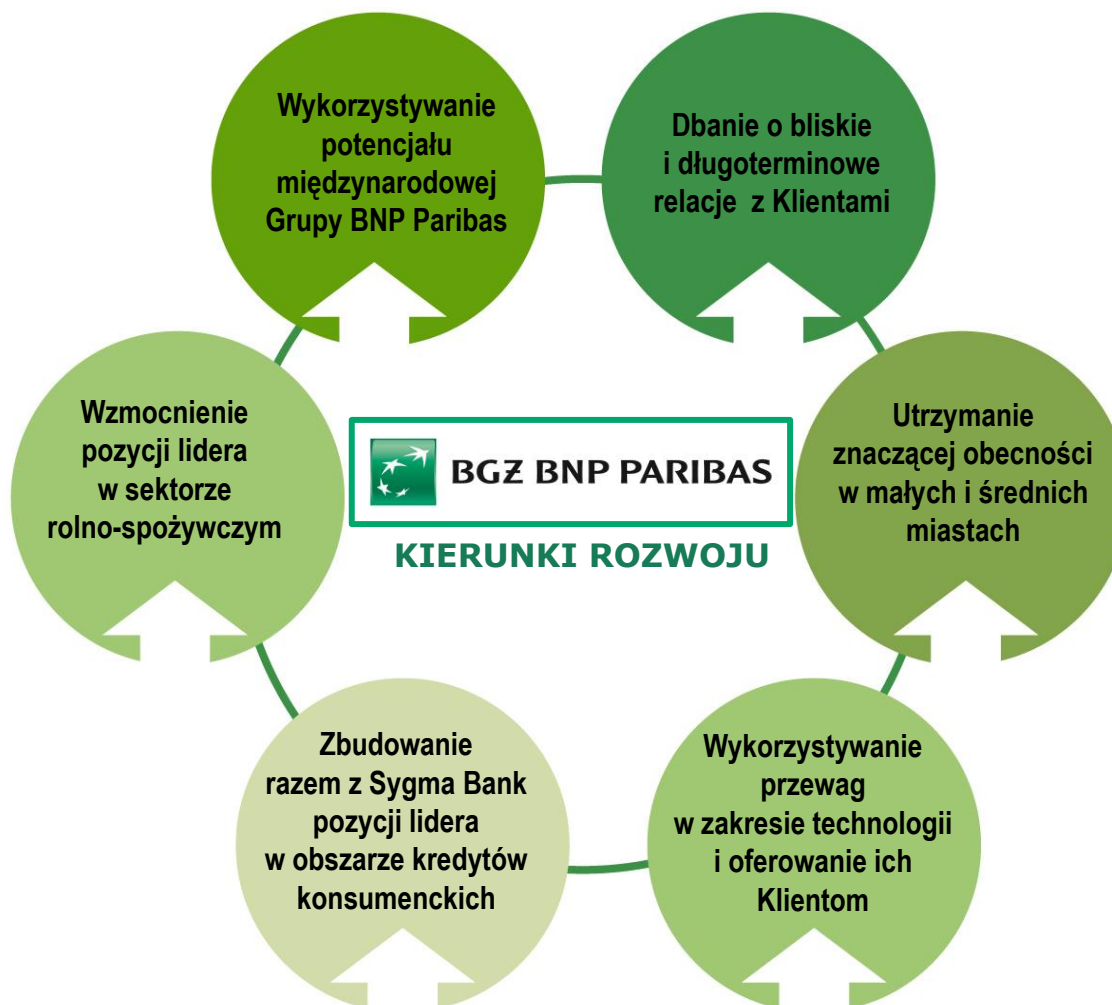 Wykorzystywanie
potencjału
międzynarodowej
Grupy BNP Paribas
Dbanie o bliskie
i długoterminowe
relacje z Klientami
Wzmocnienie
pozycji lidera
w sektorze
rolno-spożywczym
BGŻ BNP PARIBAS
KIERUNKI ROZWOJU
Utrzymanie
znaczącej obecności
w małych i średnich
miastach
Zbudowanie
razem z Sygma Bank
pozycji lidera
w obszarze kredytów
konsumenckich
Wykorzystywanie
przewag
w zakresie technologii
i oferowanie ich
Klientom